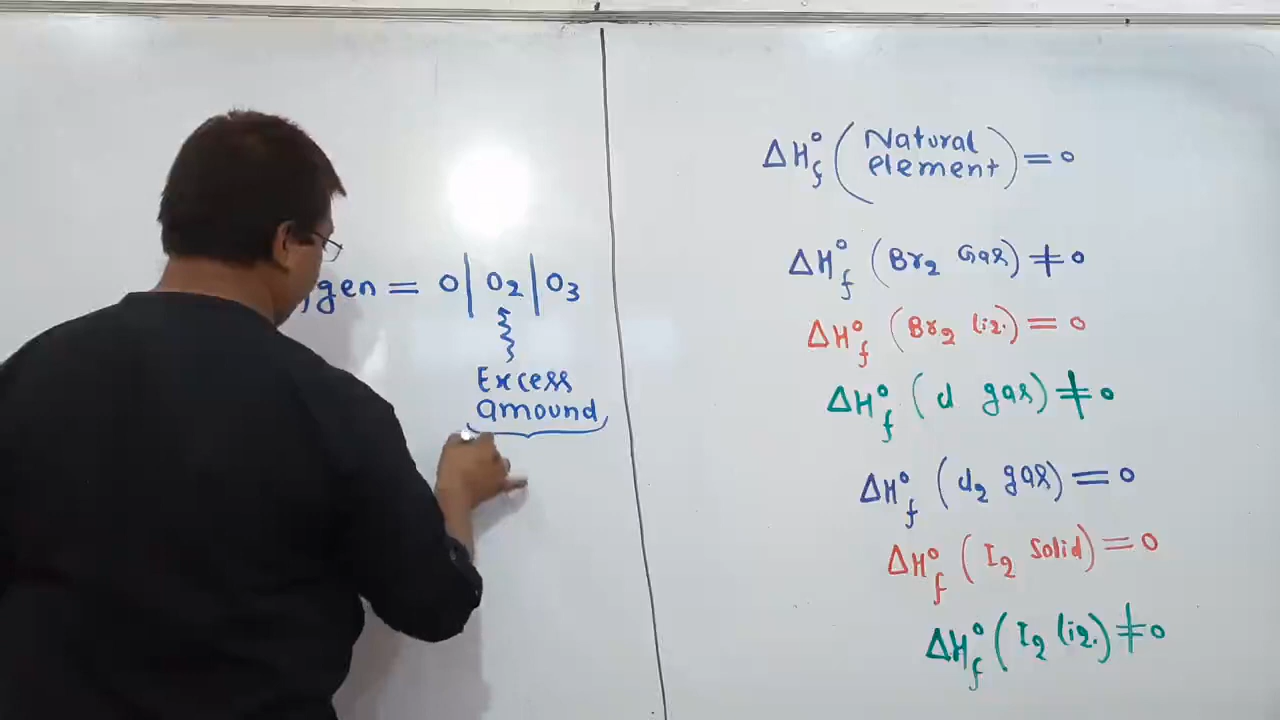 gen = O | O2 | O3
Excess
amound
ΔH°f (Natural
element) = 0
ΔH°f (Br2 Gas) ≠ 0
ΔH°f (Br2 liq.) = 0
ΔH°f (Cl gas) ≠ 0
ΔH°f (Cl2 gas) = 0
ΔH°f (I2 Solid) = 0
ΔH°f (I2 liq.) ≠ 0